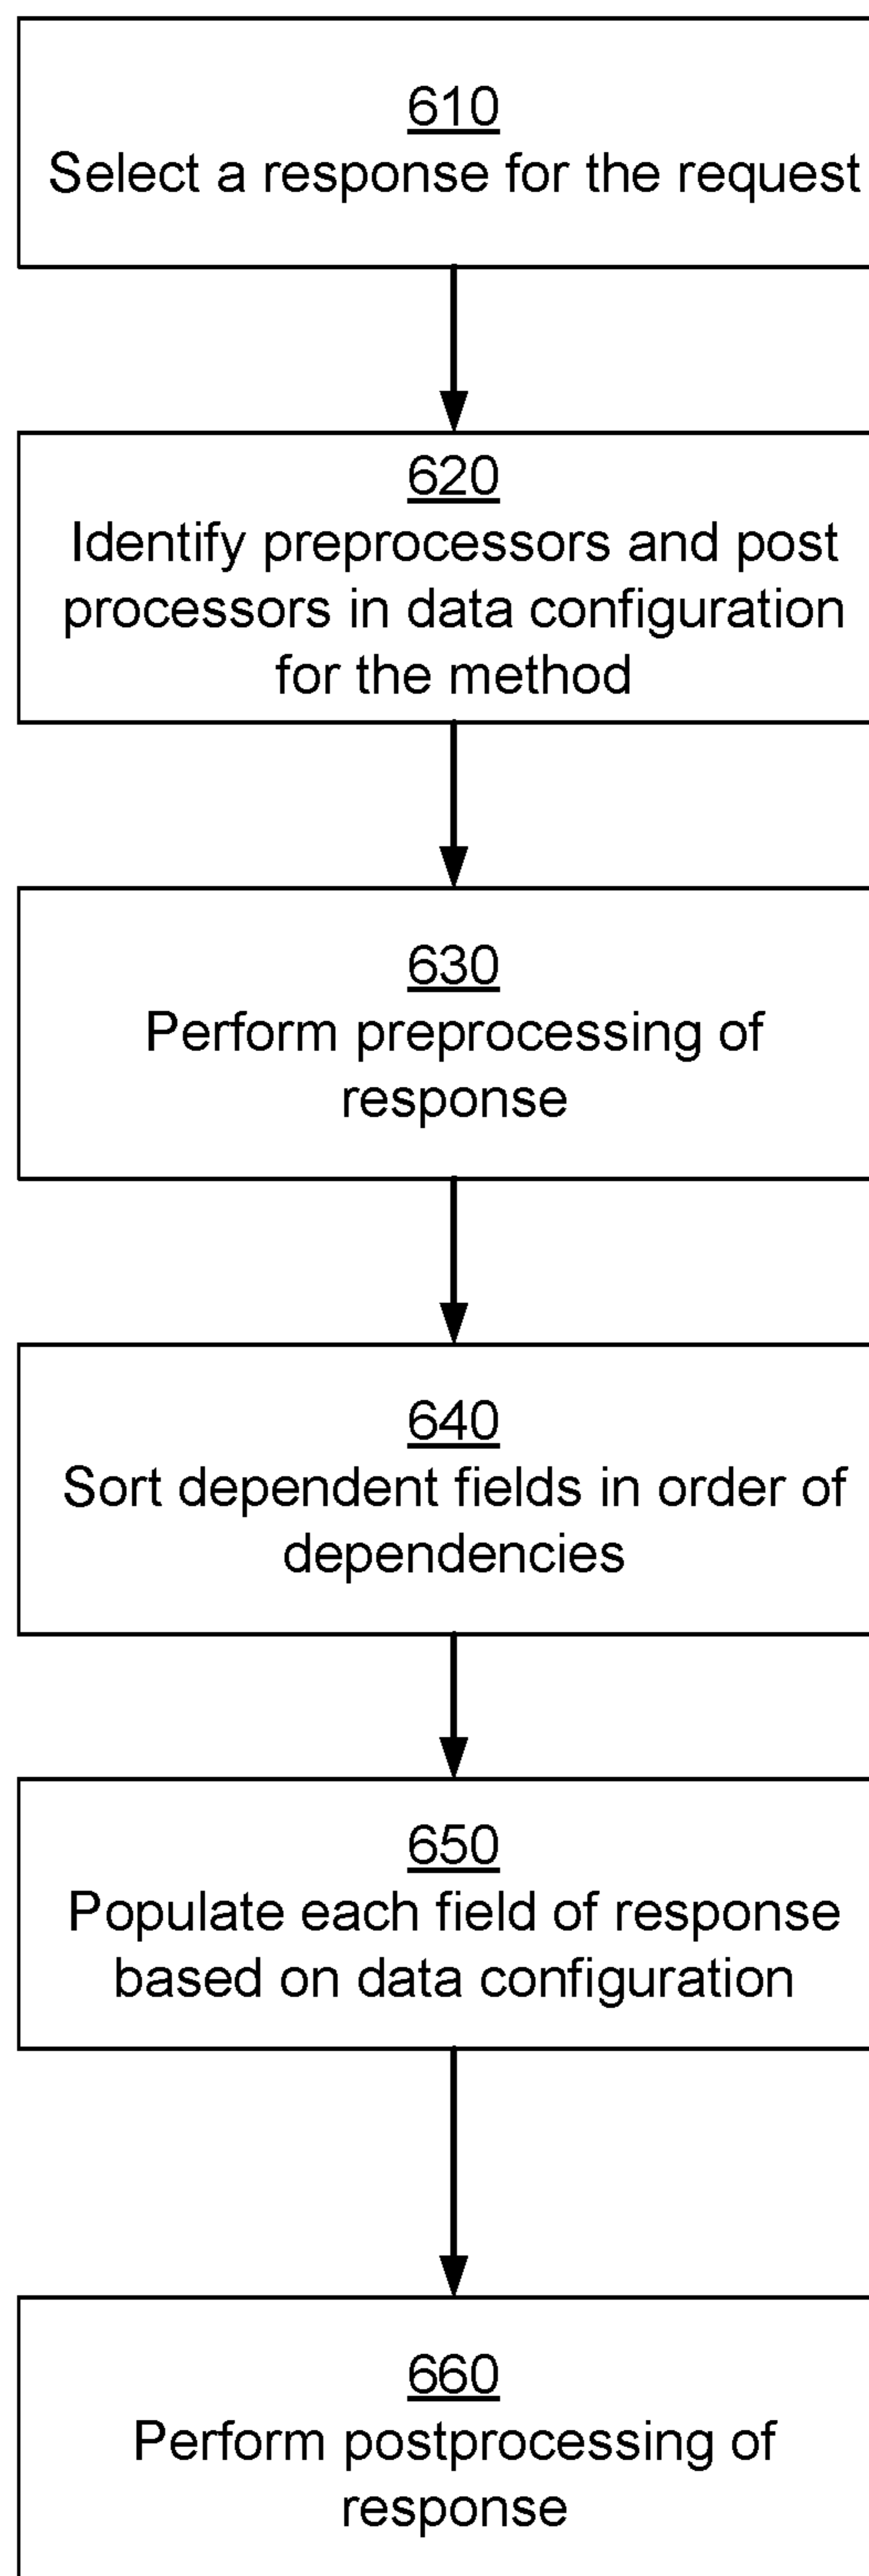 610
Select a response for the request
620
Identify preprocessors and post
processors in data configuration
for the method
630
Perform preprocessing of
response
640
Sort dependent fields in order of
dependencies
650
Populate each field of response
based on data configuration
660
Perform postprocessing of
response